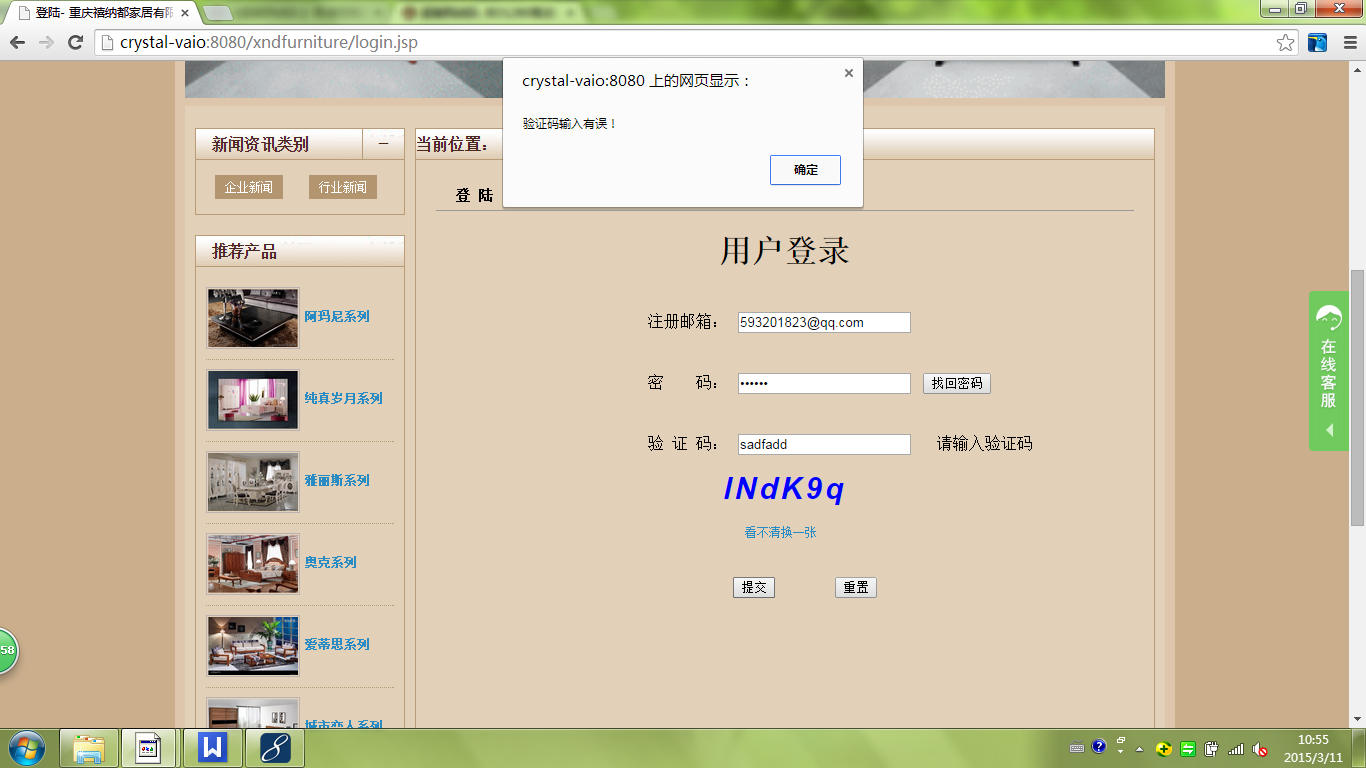 登陆- 重庆禧纳都家居有限
crystal-vaio:8080/xndfurniture/login.jsp
crystal-vaio:8080 上的网页显示：
验证码输入有误！
确定
新闻资讯类别
企业新闻 行业新闻
当前位置：
登 陆
推荐产品
阿玛尼系列
纯真岁月系列
雅丽斯系列
奥克系列
爱蒂思系列
城市恋人系列
用户登录
注册邮箱： 593201823@qq.com
密 码： •••••• 找回密码
验 证 码： sadfadd 请输入验证码
lNdK9q
看不清换一张
提交 重置
在线客服
58
10:55
2015/3/11